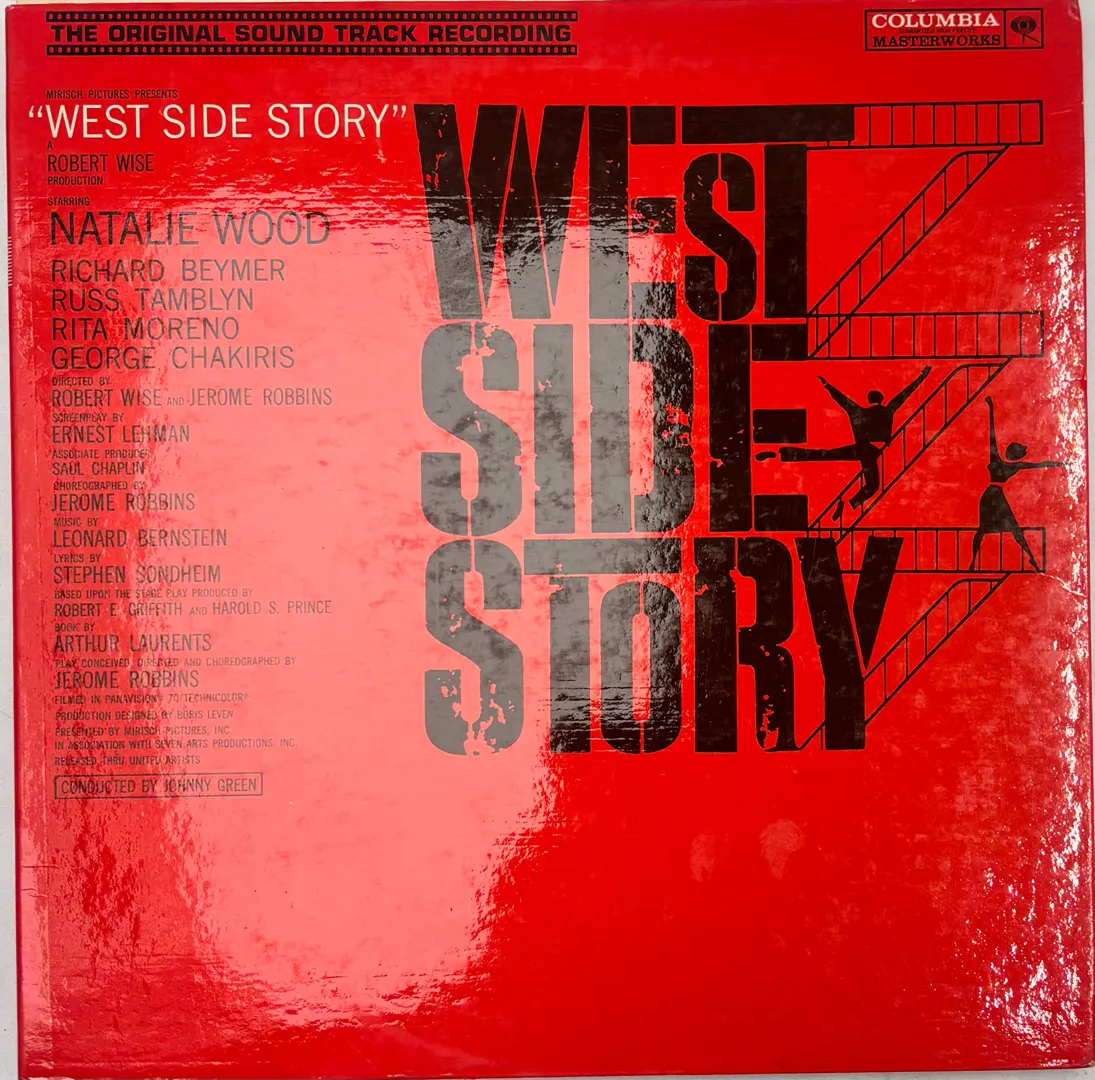 THE ORIGINAL SOUND TRACK RECORDING
COLUMBIA
GUARANTEED HIGH FIDELITY
MASTERWORKS
MIRISCH PICTURES PRESENTS
“WEST SIDE STORY”
A
ROBERT WISE
PRODUCTION
STARRING
NATALIE WOOD
RICHARD BEYMER
RUSS TAMBLYN
RITA MORENO
GEORGE CHAKIRIS
DIRECTED BY
ROBERT WISE AND JEROME ROBBINS
SCREENPLAY BY
ERNEST LEHMAN
ASSOCIATE PRODUCER
SAUL CHAPLIN
CHOREOGRAPHED BY
JEROME ROBBINS
MUSIC BY
LEONARD BERNSTEIN
LYRICS BY
STEPHEN SONDHEIM
BASED UPON THE STAGE PLAY PRODUCED BY
ROBERT E. GRIFFITH AND HAROLD S. PRINCE
BOOK BY
ARTHUR LAURENTS
PLAY CONCEIVED, DIRECTED AND CHOREOGRAPHED BY
JEROME ROBBINS
FILMED IN PANAVISION® 70/TECHNICOLOR®
PRODUCTION DESIGNED BY BORIS LEVEN
PRESENTED BY MIRISCH PICTURES, INC.
IN ASSOCIATION WITH SEVEN ARTS PRODUCTIONS, INC.
RELEASED THRU UNITED ARTISTS
CONDUCTED BY JOHNNY GREEN
WEST
SIDE
STORY